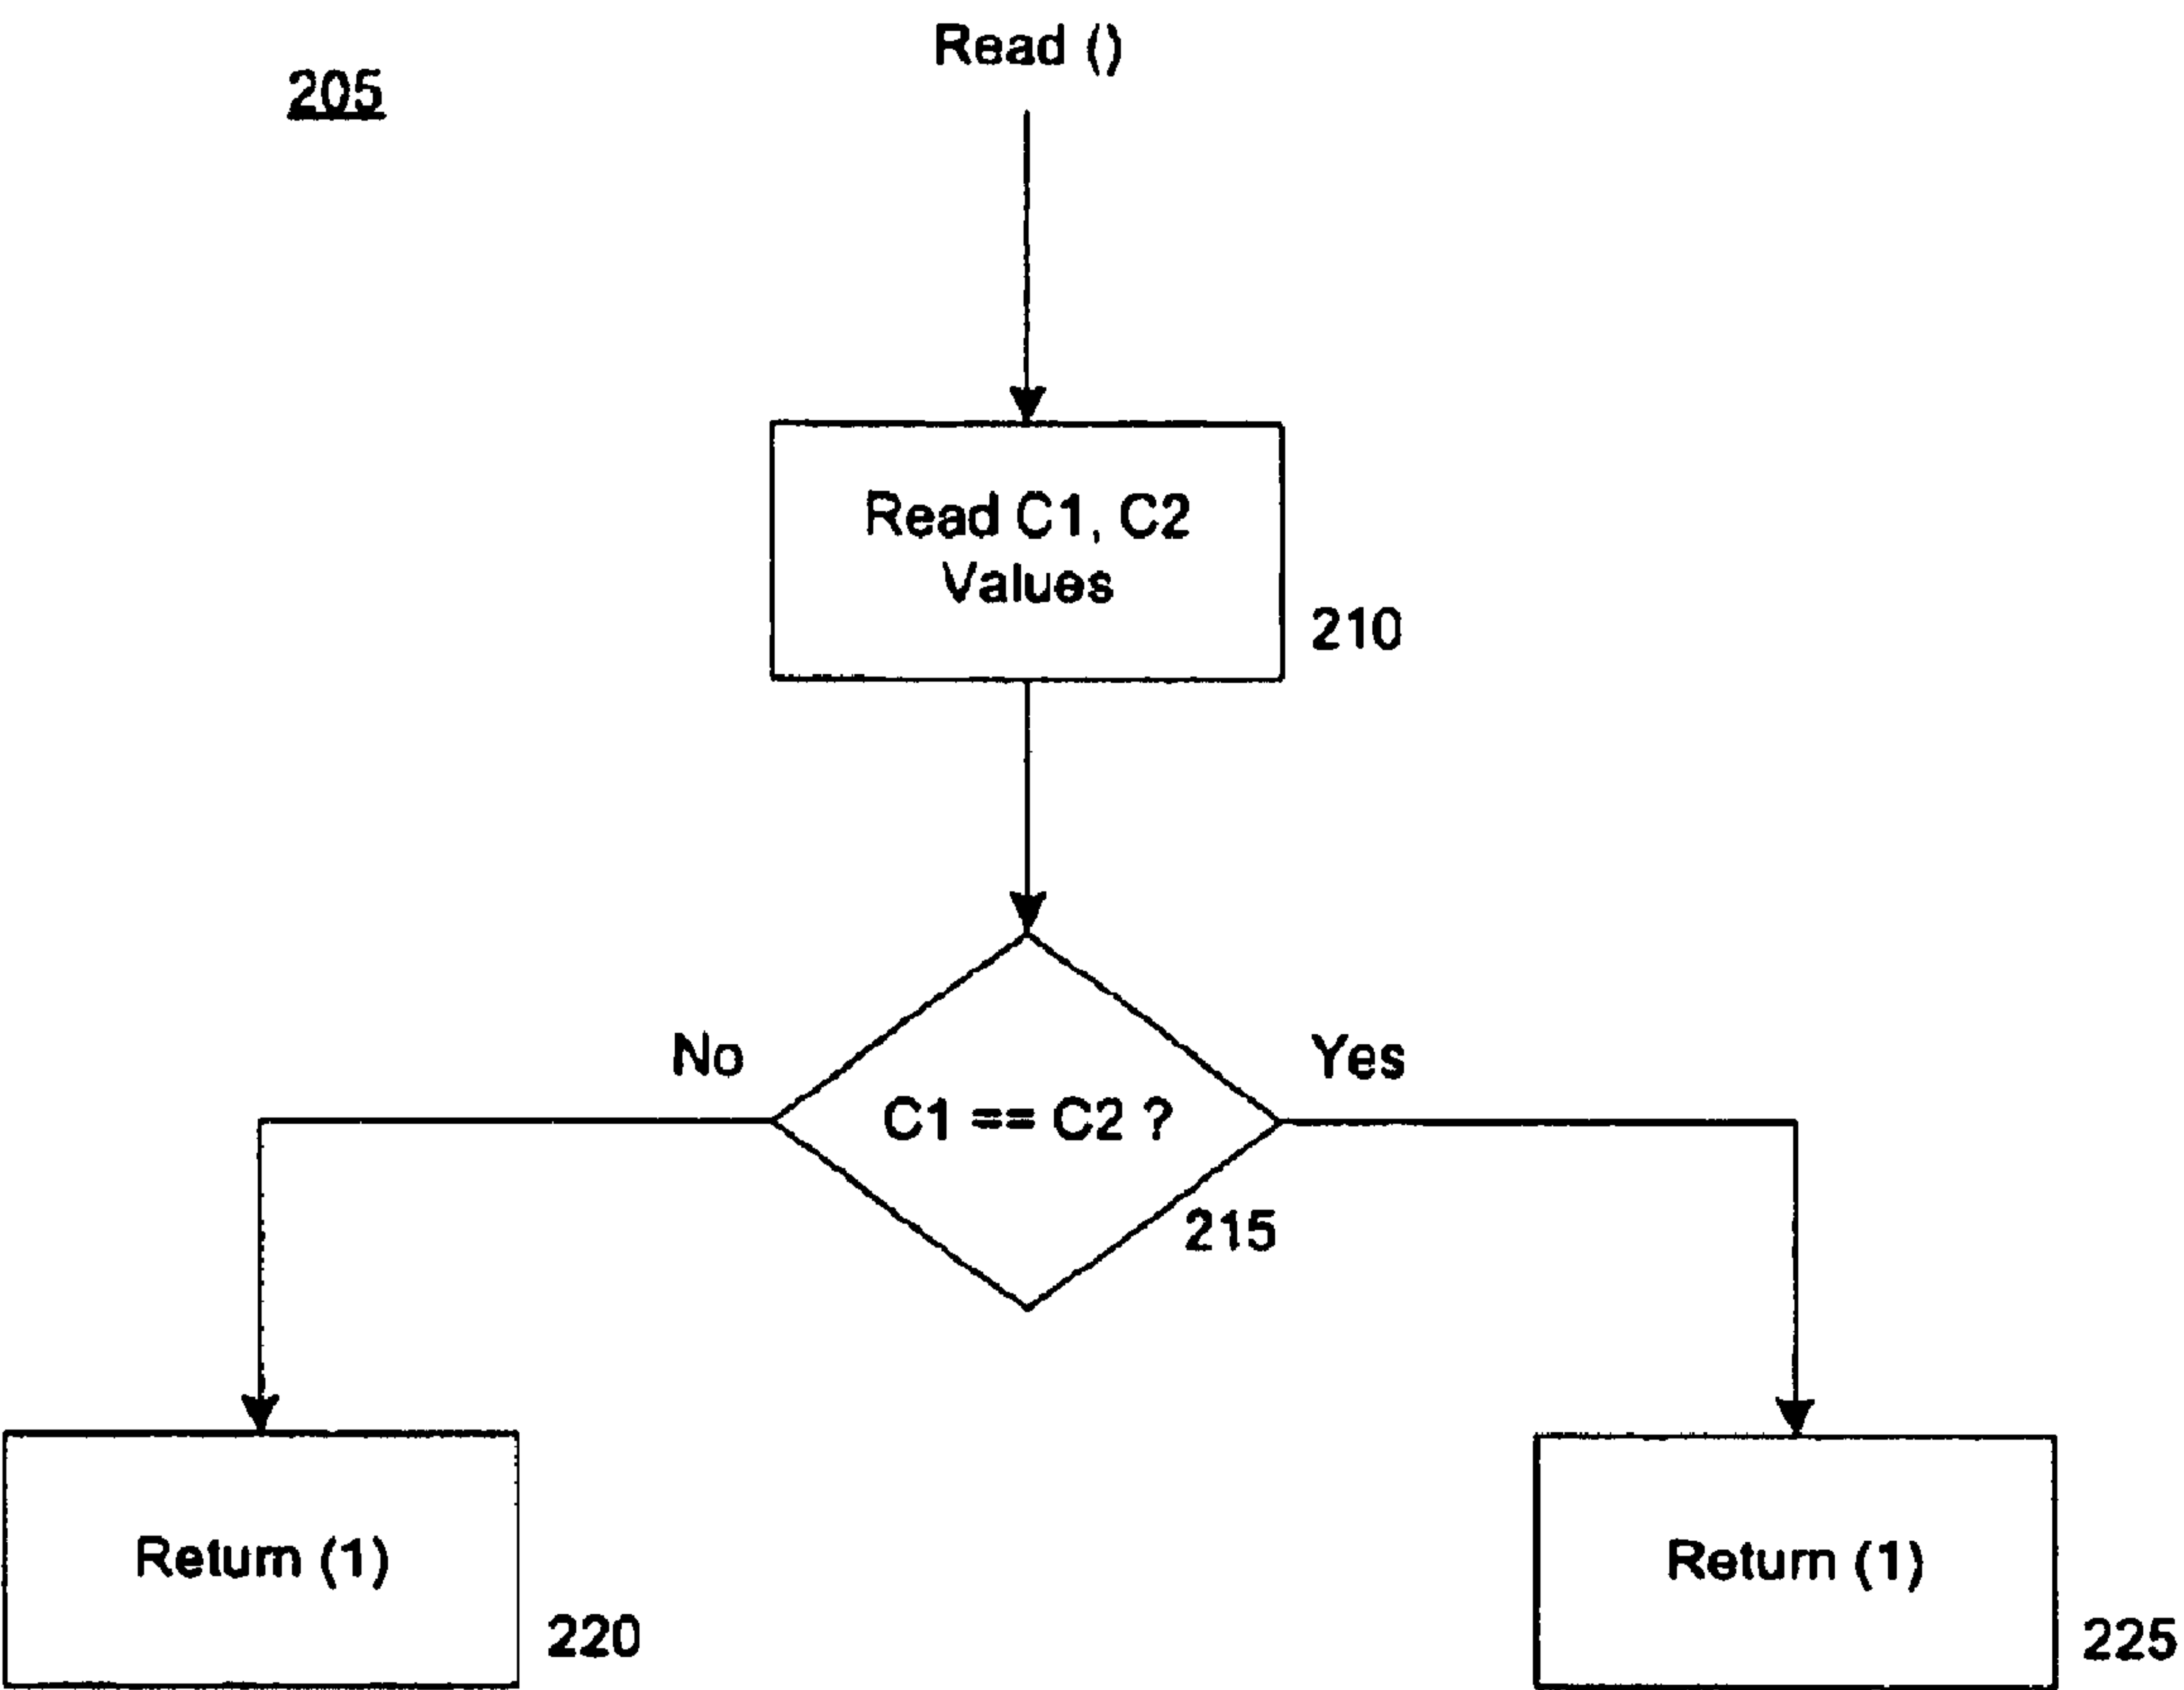 Read ()
205
Read C1, C2
Values
210
No
Yes
C1 == C2 ?
215
Return (1)
220
Return (1)
225